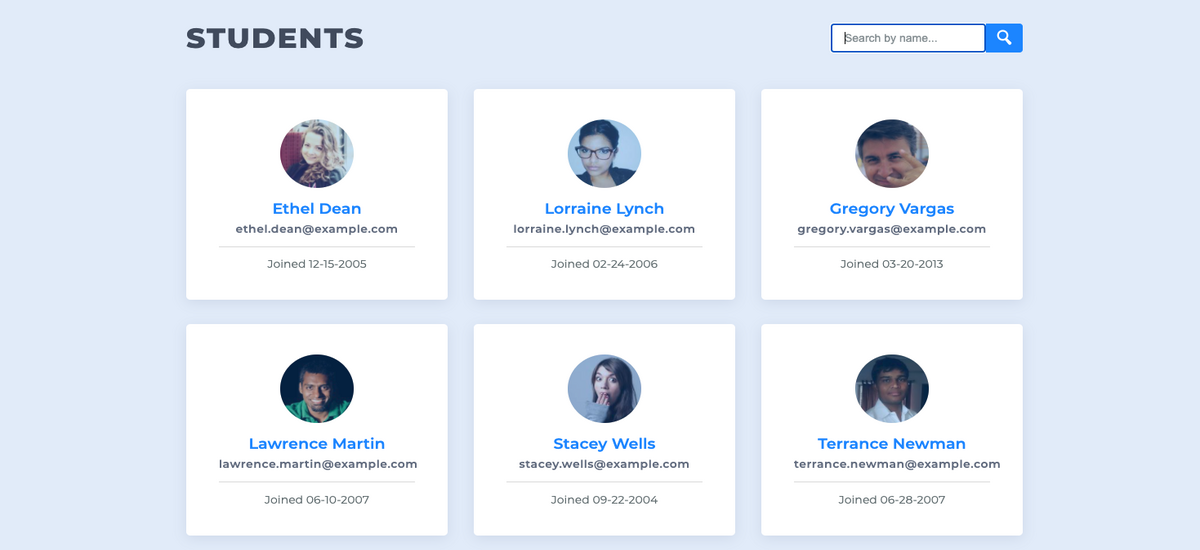 STUDENTS
Search by name...
Ethel Dean
ethel.dean@example.com
Joined 12-15-2005
Lorraine Lynch
lorraine.lynch@example.com
Joined 02-24-2006
Gregory Vargas
gregory.vargas@example.com
Joined 03-20-2013
Lawrence Martin
lawrence.martin@example.com
Joined 06-10-2007
Stacey Wells
stacey.wells@example.com
Joined 09-22-2004
Terrance Newman
terrance.newman@example.com
Joined 06-28-2007